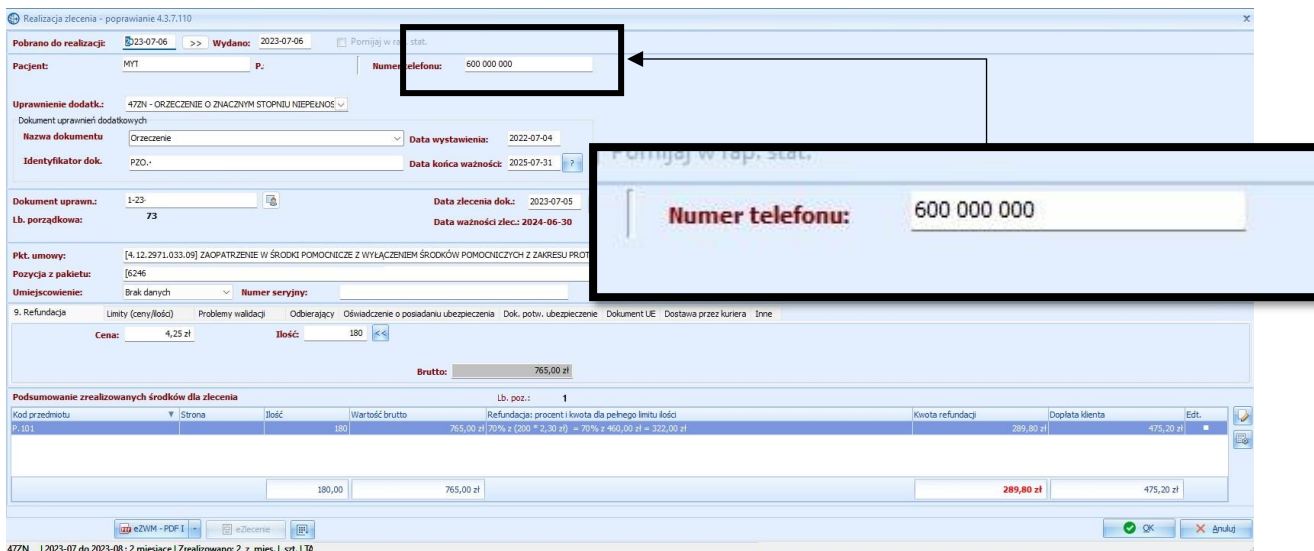 Realizacja zlecenia - poprawianie 4.3.7.110 x
Pobrano do realizacji: 2023-07-06 >> Wydano: 2023-07-06 Pomijaj w rap. stat.
Pacjent: MYT P.: Numer telefonu: 600 000 000
Uprawnienie dodatk.: 47ZN - ORZECZENIE O ZNACZNYM STOPNIU NIEPEŁNOS
Dokument uprawnień dodatkowych
Nazwa dokumentu Orzeczenie Data wystawienia: 2022-07-04
Identyfikator dok. PZO. Data końca ważności: 2025-07-31 ?
Pomijaj w rap. stat.
Numer telefonu: 600 000 000
Dokument uprawn.: 1-23- Data zlecenia dok.: 2023-07-05
Lb. porządkowa: 73 Data ważności zlec.: 2024-06-30
Pkt. umowy: [4.12.2971.033.09] ZAOPATRZENIE W ŚRODKI POMOCNICZE Z WYŁĄCZENIEM ŚRODKÓW POMOCNICZYCH Z ZAKRESU PROT
Pozycja z pakietu: [6246
Umiejscowienie: Brak danych Numer seryjny:
9. Refundacja Limity (ceny/ilości) Problemy walidacji Odbierający Oświadczenie o posiadaniu ubezpieczenia Dok. potw. ubezpieczenie Dokument UE Dostawa przez kuriera Inne
Cena: 4,25 zł Ilość: 180 <<
Brutto: 765,00 zł
Podsumowanie zrealizowanych środków dla zlecenia Lb. poz.: 1
Kod przedmiotu Strona Ilość Wartość brutto Refundacja: procent i kwota dla pełnego limitu ilości Kwota refundacji Dopłata klienta Edt.
P.101 180 765,00 zł 70% z (200 * 2,30 zł) = 70% z 460,00 zł = 322,00 zł 289,80 zł 475,20 zł
180,00 765,00 zł 289,80 zł 475,20 zł
eZWM - PDF I eZlecenie OK Anuluj
47ZN | 2023-07 do 2023-08 : 2 miesiące | Zrealizowano: 2 z mies. | szt. | TA